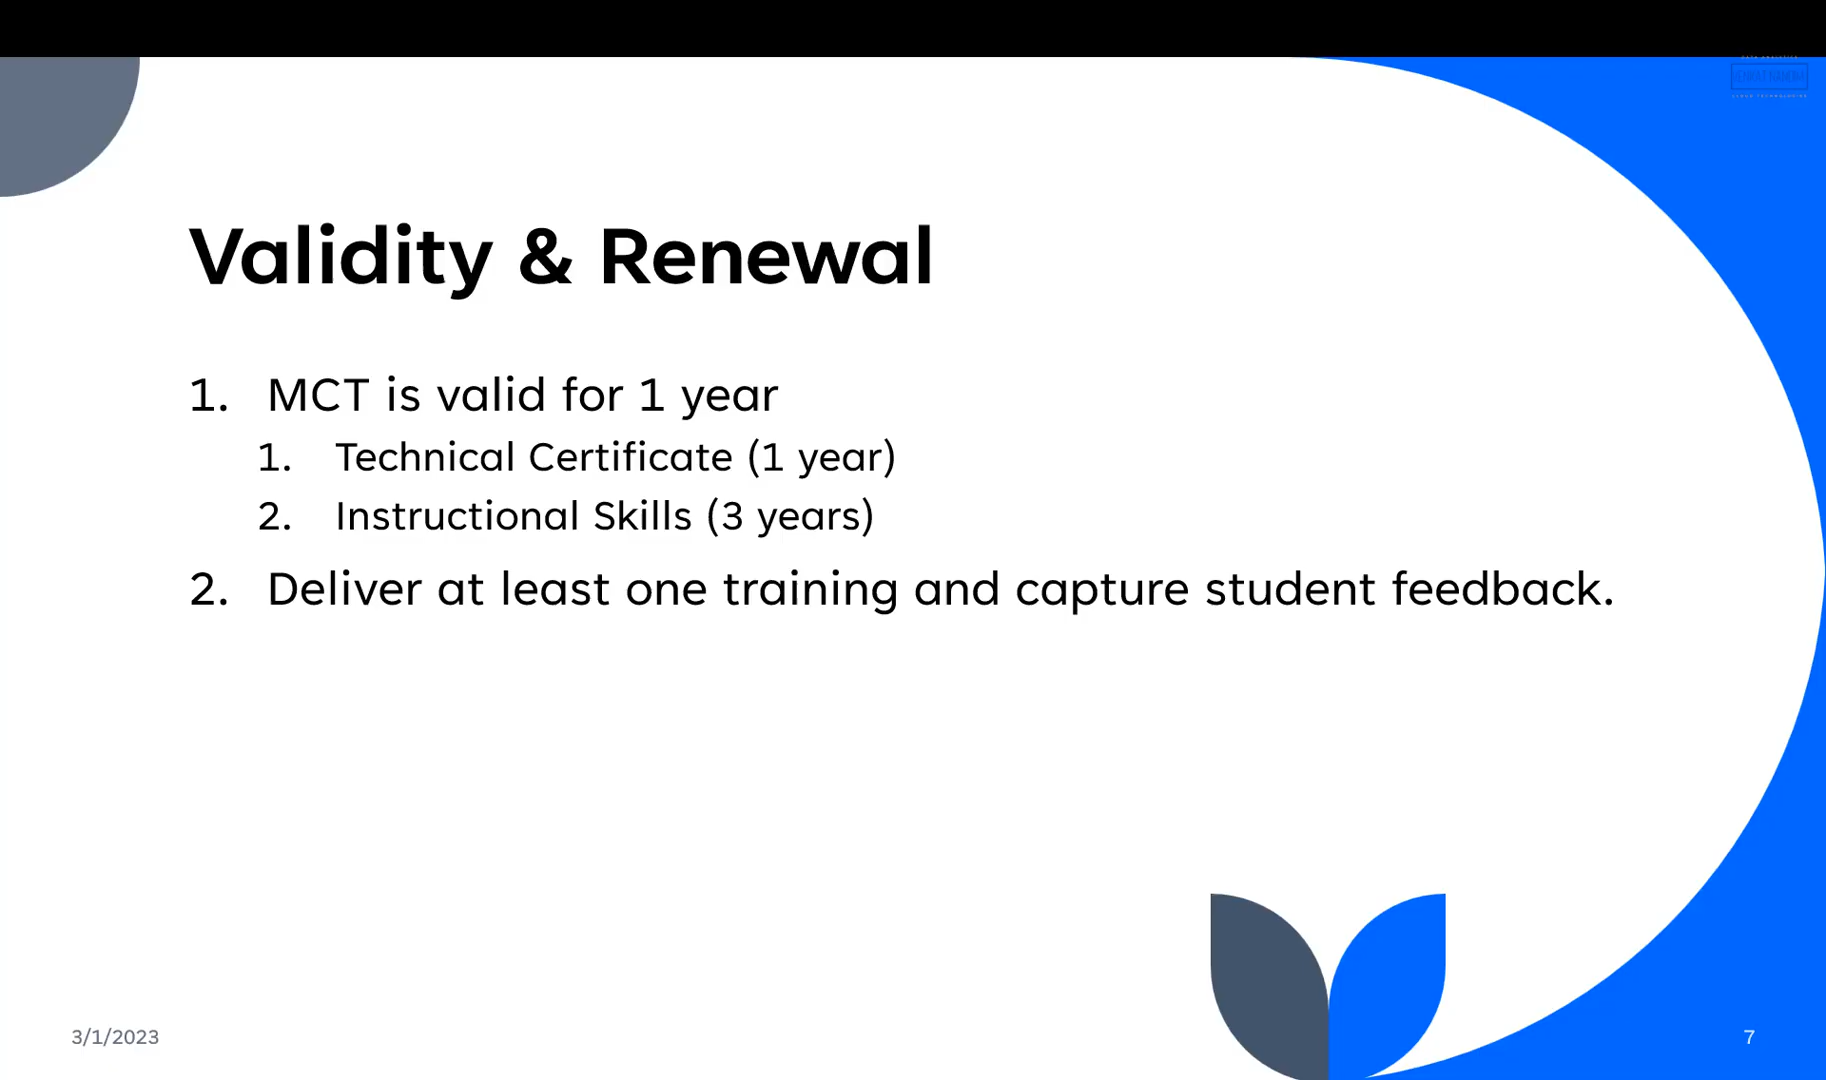 Validity & Renewal
1. MCT is valid for 1 year
1. Technical Certificate (1 year)
2. Instructional Skills (3 years)
2. Deliver at least one training and capture student feedback.
3/1/2023
7